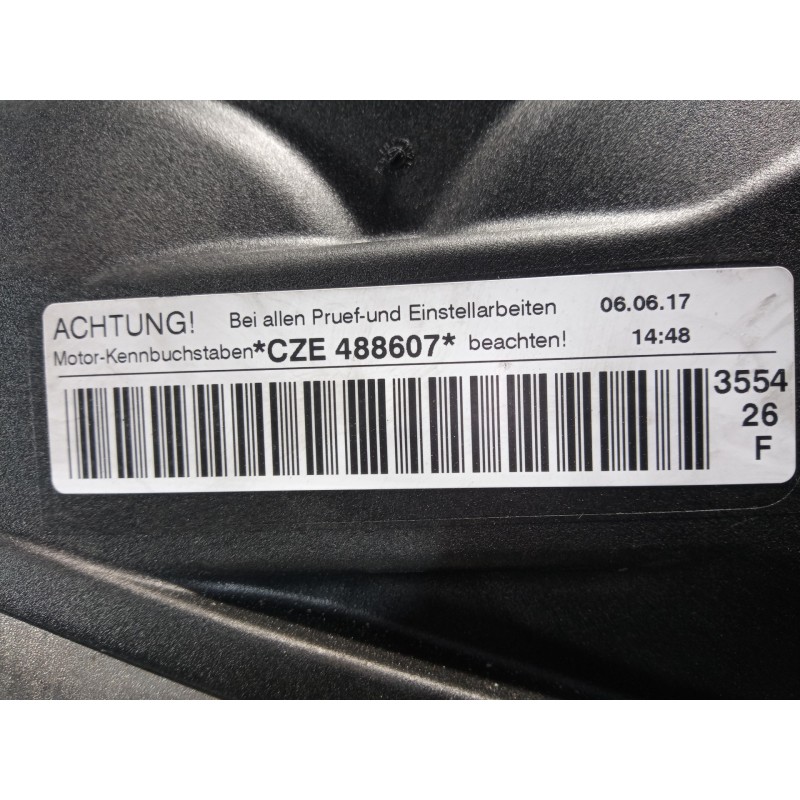 ACHTUNG! Bei allen Pruef-und Einstellarbeiten 06.06.17
Motor-Kennbuchstaben*CZE 488607* beachten! 14:48
3554
26
F